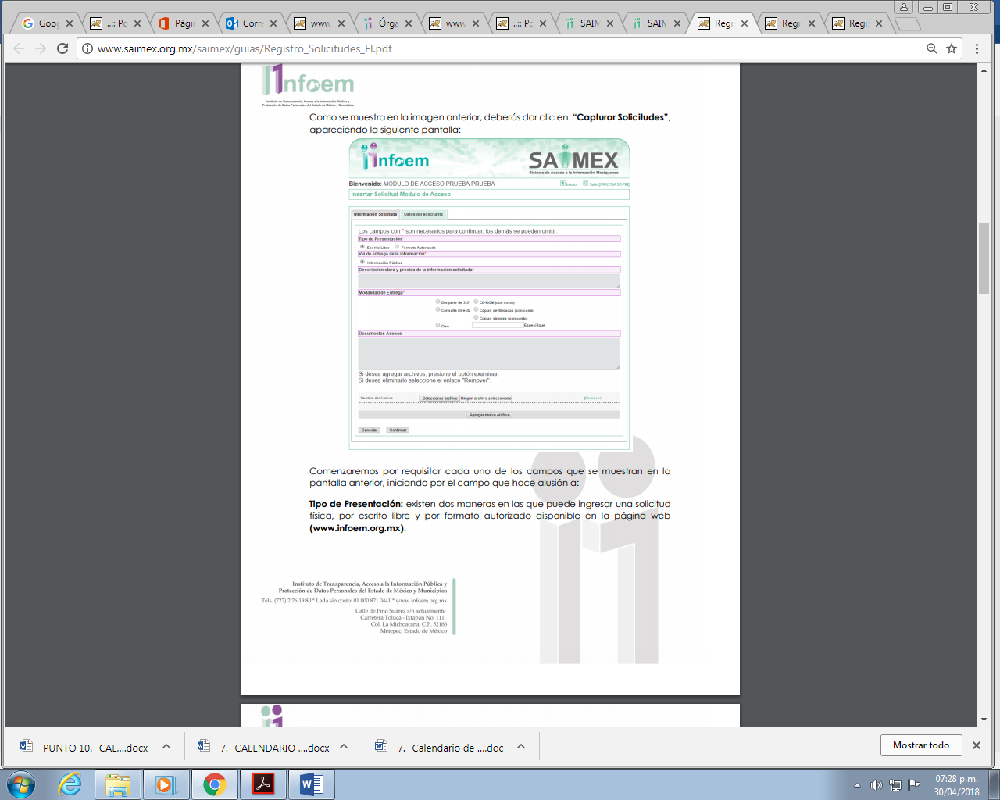 Goog
..:: Pc
Págin
Corre
www
Órga
www
..:: Pc
SAIM
SAIM
Regis
Regis
Regis
www.saimex.org.mx/saimex/guias/Registro_Solicitudes_FI.pdf
infoem
Instituto de Transparencia, Acceso a la Información Pública y
Protección de Datos Personales del Estado de México y Municipios
Como se muestra en la imagen anterior, deberás dar clic en: “Capturar Solicitudes”,
apareciendo la siguiente pantalla:
infoem
SAIMEX
Sistema de Acceso a la Información Mexiquense
Bienvenido: MODULO DE ACCESO PRUEBA PRUEBA
Inicio Salir [PRUEBASOPM]
Insertar Solicitud Modulo de Acceso
Información Solicitada Datos del solicitante
Los campos con * son necesarios para continuar, los demás se pueden omitir.
Tipo de Presentación*
Escrito Libre Formato Autorizado
Vía de entrega de la información*
Información Pública
Descripción clara y precisa de la información solicitada*
Modalidad de Entrega*
Disquete de 3.5" CD-ROM (con costo)
Consulta Directa Copias certificadas (con costo)
Copias simples (con costo)
Otro Especifique
Documentos Anexos
Si desea agregar archivos, presione el botón examinar
Si desea eliminarlo seleccione el enlace "Remover".
Nombre del Archivo Seleccionar archivo Ningún archivo seleccionado [Remover]
Agregar nuevo archivo
Cancelar Continuar
Comenzaremos por requisitar cada uno de los campos que se muestran en la
pantalla anterior, iniciando por el campo que hace alusión a:
Tipo de Presentación: existen dos maneras en las que puede ingresar una solicitud
física, por escrito libre y por formato autorizado disponible en la página web
(www.infoem.org.mx).
Instituto de Transparencia, Acceso a la Información Pública y
Protección de Datos Personales del Estado de México y Municipios
Tels. (722) 2 26 19 80 * Lada sin costo: 01 800 821 0441 * www.infoem.org.mx
Calle de Pino Suárez s/n actualmente
Carretera Toluca - Ixtapan No. 111,
Col. La Michoacana, C.P. 52166
Metepec, Estado de México
PUNTO 10.- CAL....docx
7.- CALENDARIO ....docx
7.- Calendario de ....doc
Mostrar todo
07:28 p.m.
30/04/2018